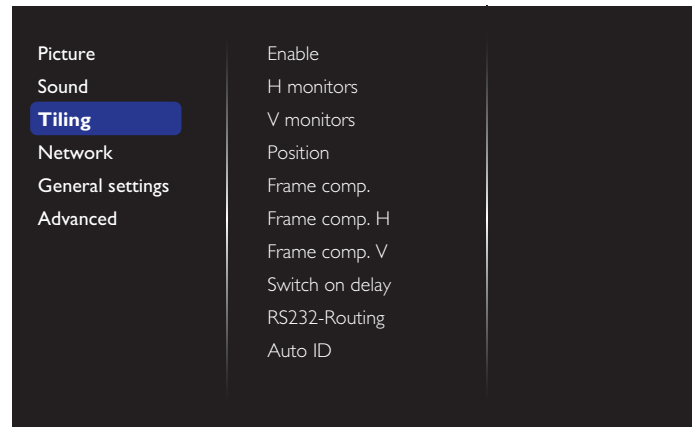 Picture
Sound
Tiling
Network
General settings
Advanced
Enable
H monitors
V monitors
Position
Frame comp.
Frame comp. H
Frame comp. V
Switch on delay
RS232-Routing
Auto ID